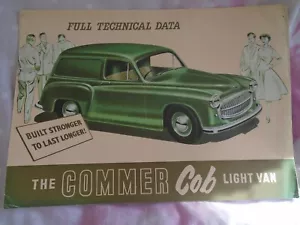 FULL TECHNICAL DATA
BUILT STRONGER
TO LAST LONGER!
THE COMMER Cob LIGHT VAN